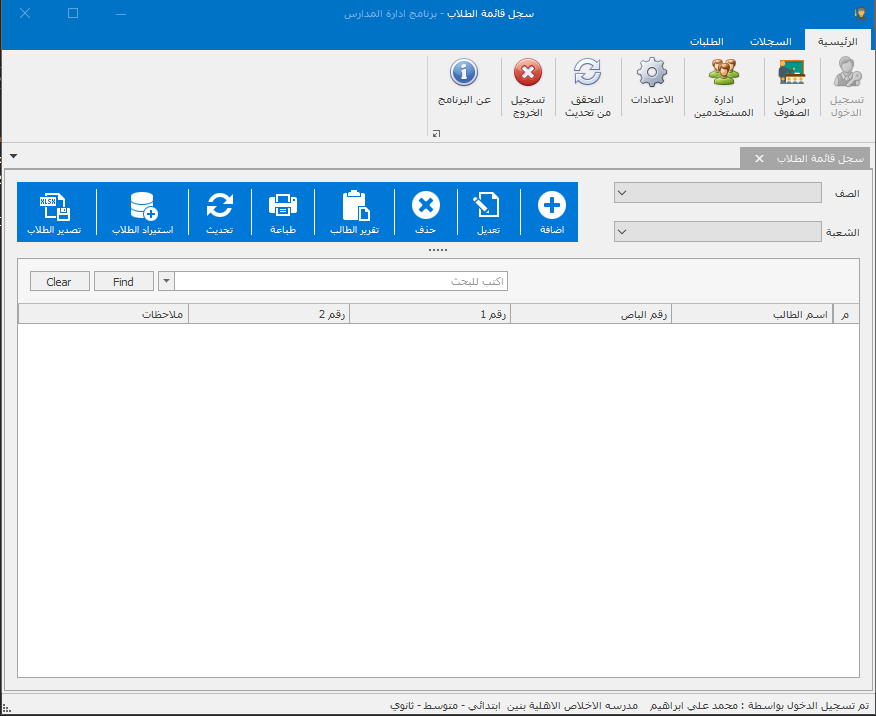 سجل قائمة الطلاب - برنامج ادارة المدارس
الرئيسية السجلات الطلبات
تسجيل الدخول
مراحل الصفوف
ادارة المستخدمين
الاعدادات
التحقق من تحديث
تسجيل الخروج
عن البرنامج
سجل قائمة الطلاب
الصف
الشعبة
اضافة تعديل حذف تقرير الطالب طباعة تحديث استيراد الطلاب تصدير الطلاب
XLSX
اكتب للبحث Find Clear
م اسم الطالب رقم الباص رقم 1 رقم 2 ملاحظات
تم تسجيل الدخول بواسطة : محمد علي ابراهيم مدرسه الاخلاص الاهلية بنين ابتدائي - متوسط - ثانوي